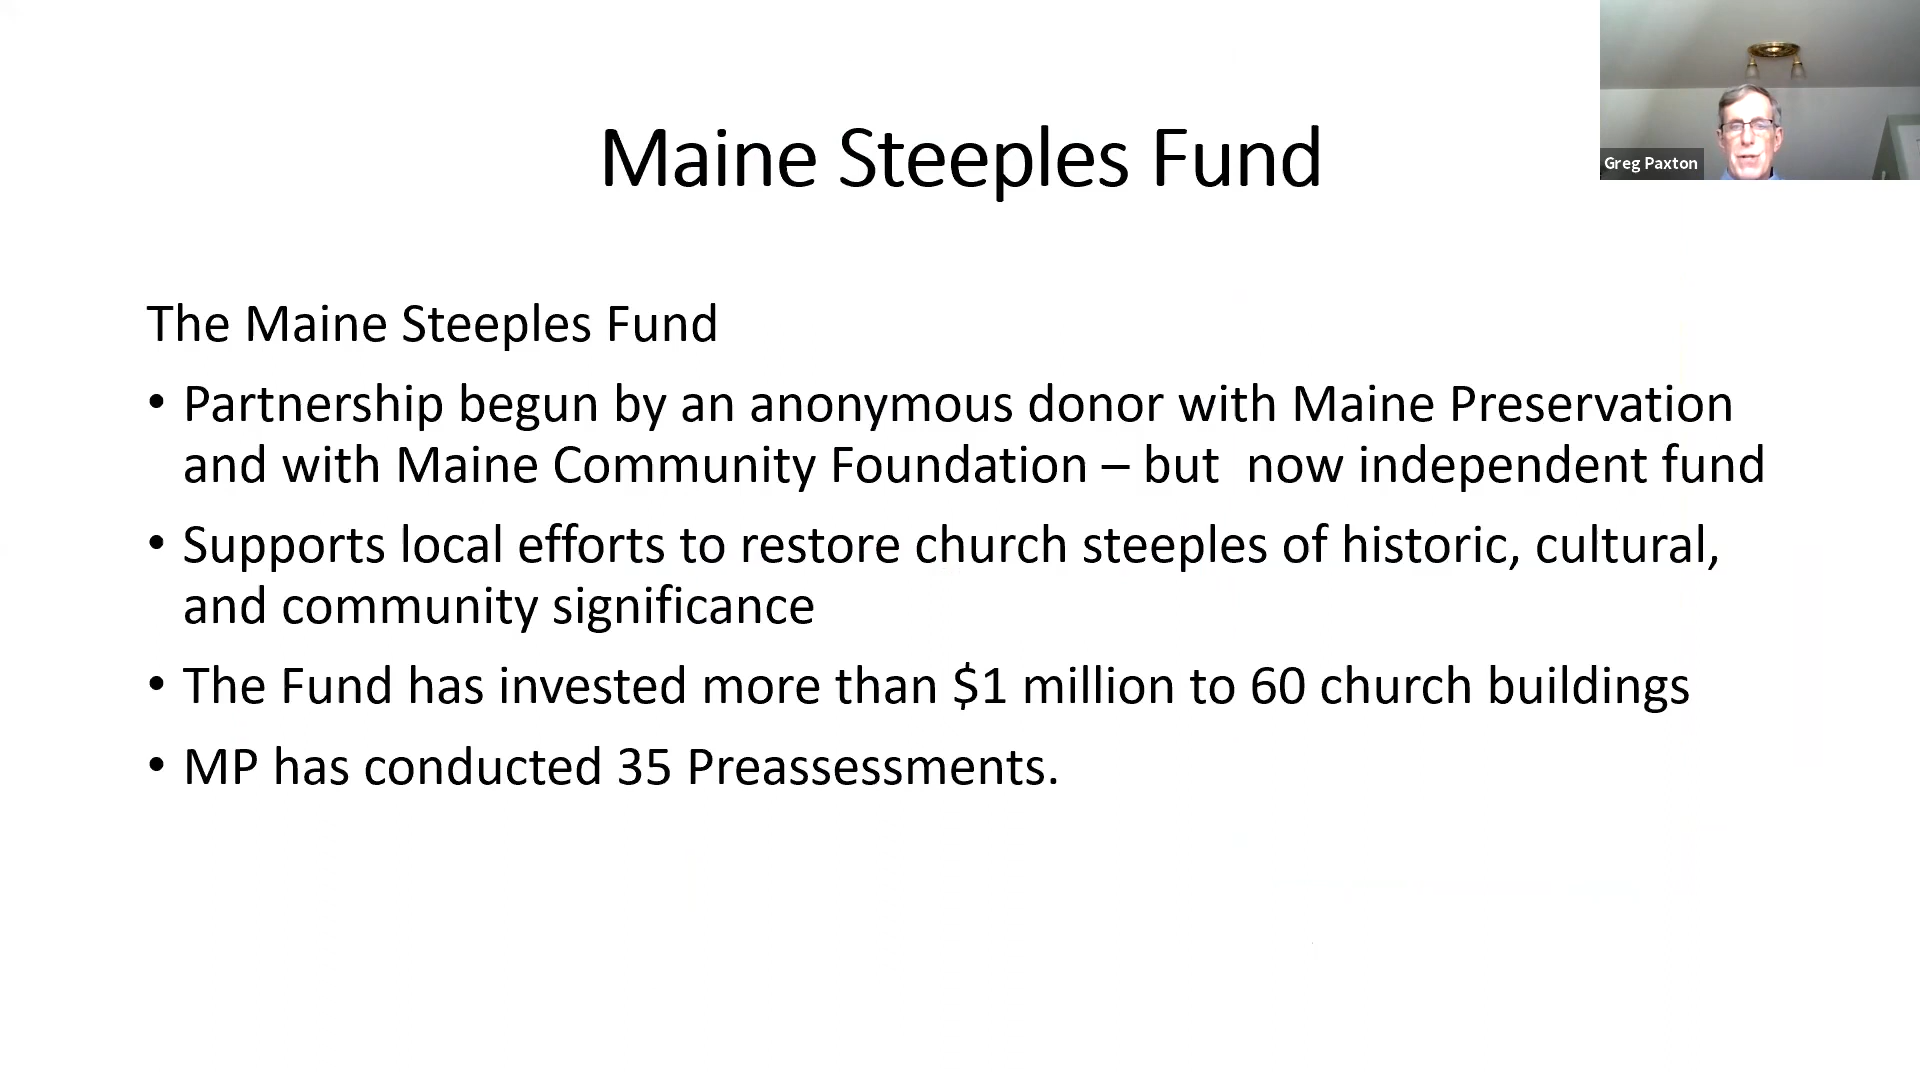 Maine Steeples Fund
Greg Paxton
The Maine Steeples Fund
• Partnership begun by an anonymous donor with Maine Preservation
and with Maine Community Foundation – but  now independent fund
• Supports local efforts to restore church steeples of historic, cultural,
and community significance
• The Fund has invested more than $1 million to 60 church buildings
• MP has conducted 35 Preassessments.